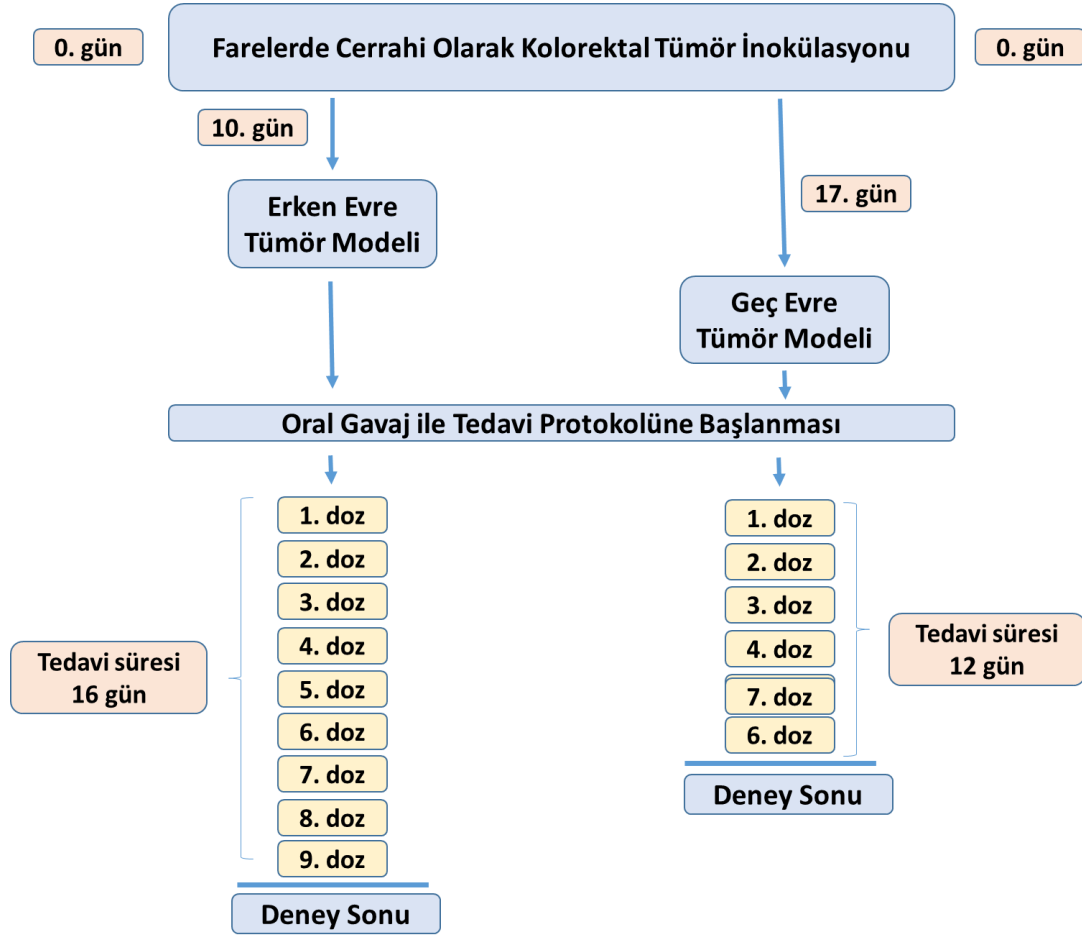 0. gün
Farelerde Cerrahi Olarak Kolorektal Tümör İnokülasyonu
0. gün
10. gün
17. gün
Erken Evre
Tümör Modeli
Geç Evre
Tümör Modeli
Oral Gavaj ile Tedavi Protokolüne Başlanması
1. doz
2. doz
3. doz
4. doz
5. doz
6. doz
7. doz
8. doz
9. doz
Tedavi süresi
16 gün
Deney Sonu
1. doz
2. doz
3. doz
4. doz
7. doz
6. doz
Tedavi süresi
12 gün
Deney Sonu